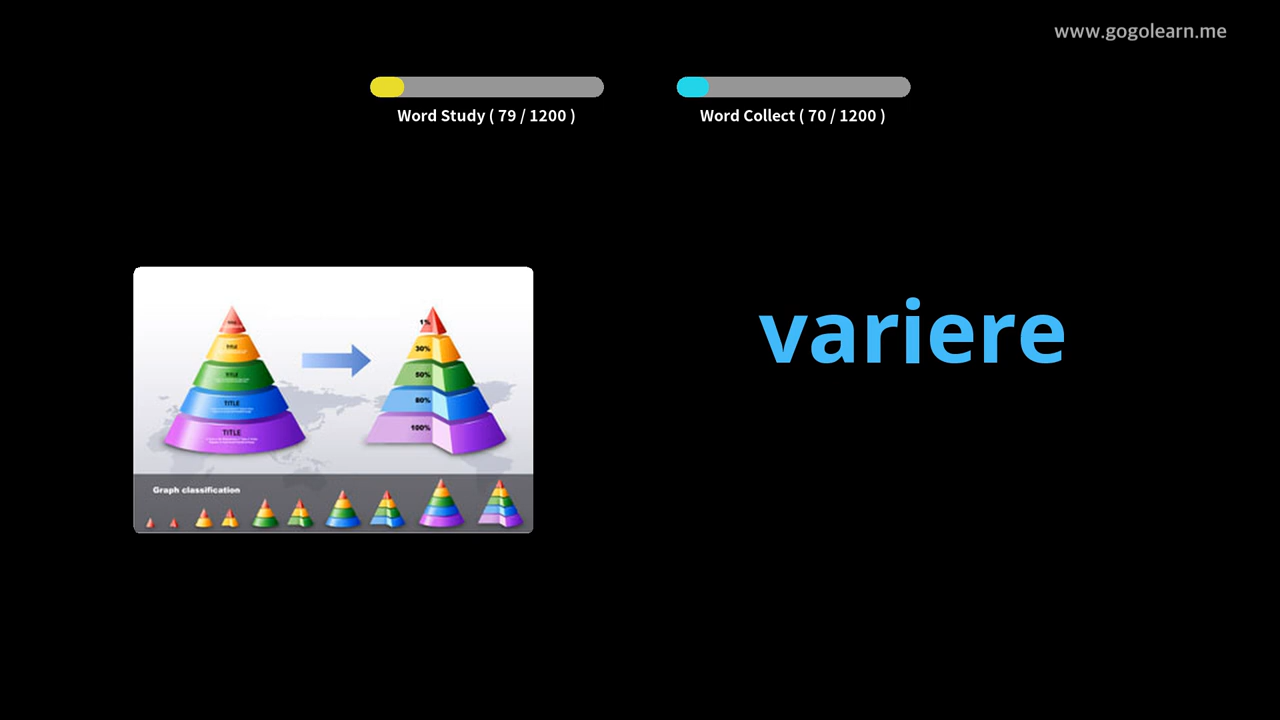 www.gogolearn.me
Word Study ( 79 / 1200 )
Word Collect ( 70 / 1200 )
variere
TITLE
TITLE
TITLE
TITLE
1%
30%
50%
80%
100%
Graph classification